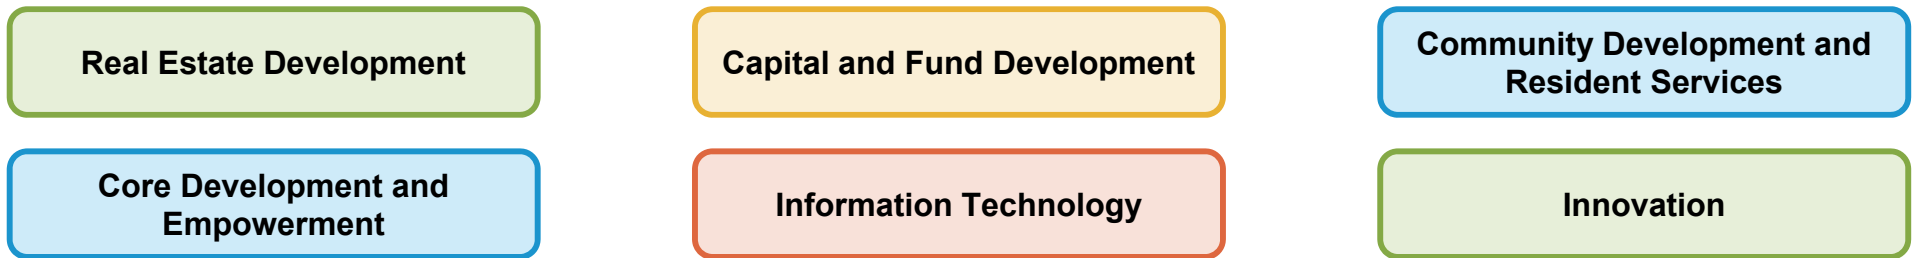 Real Estate Development
Capital and Fund Development
Community Development and
Resident Services
Core Development and
Empowerment
Information Technology
Innovation